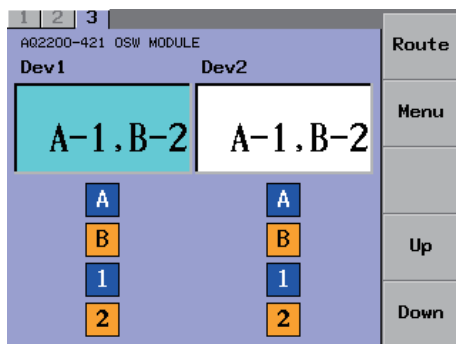 1 2 3
AQ2200-421 OSW MODULE
Dev1 Dev2
A-1,B-2 A-1,B-2
A A
B B
1 1
2 2
Route
Menu
Up
Down